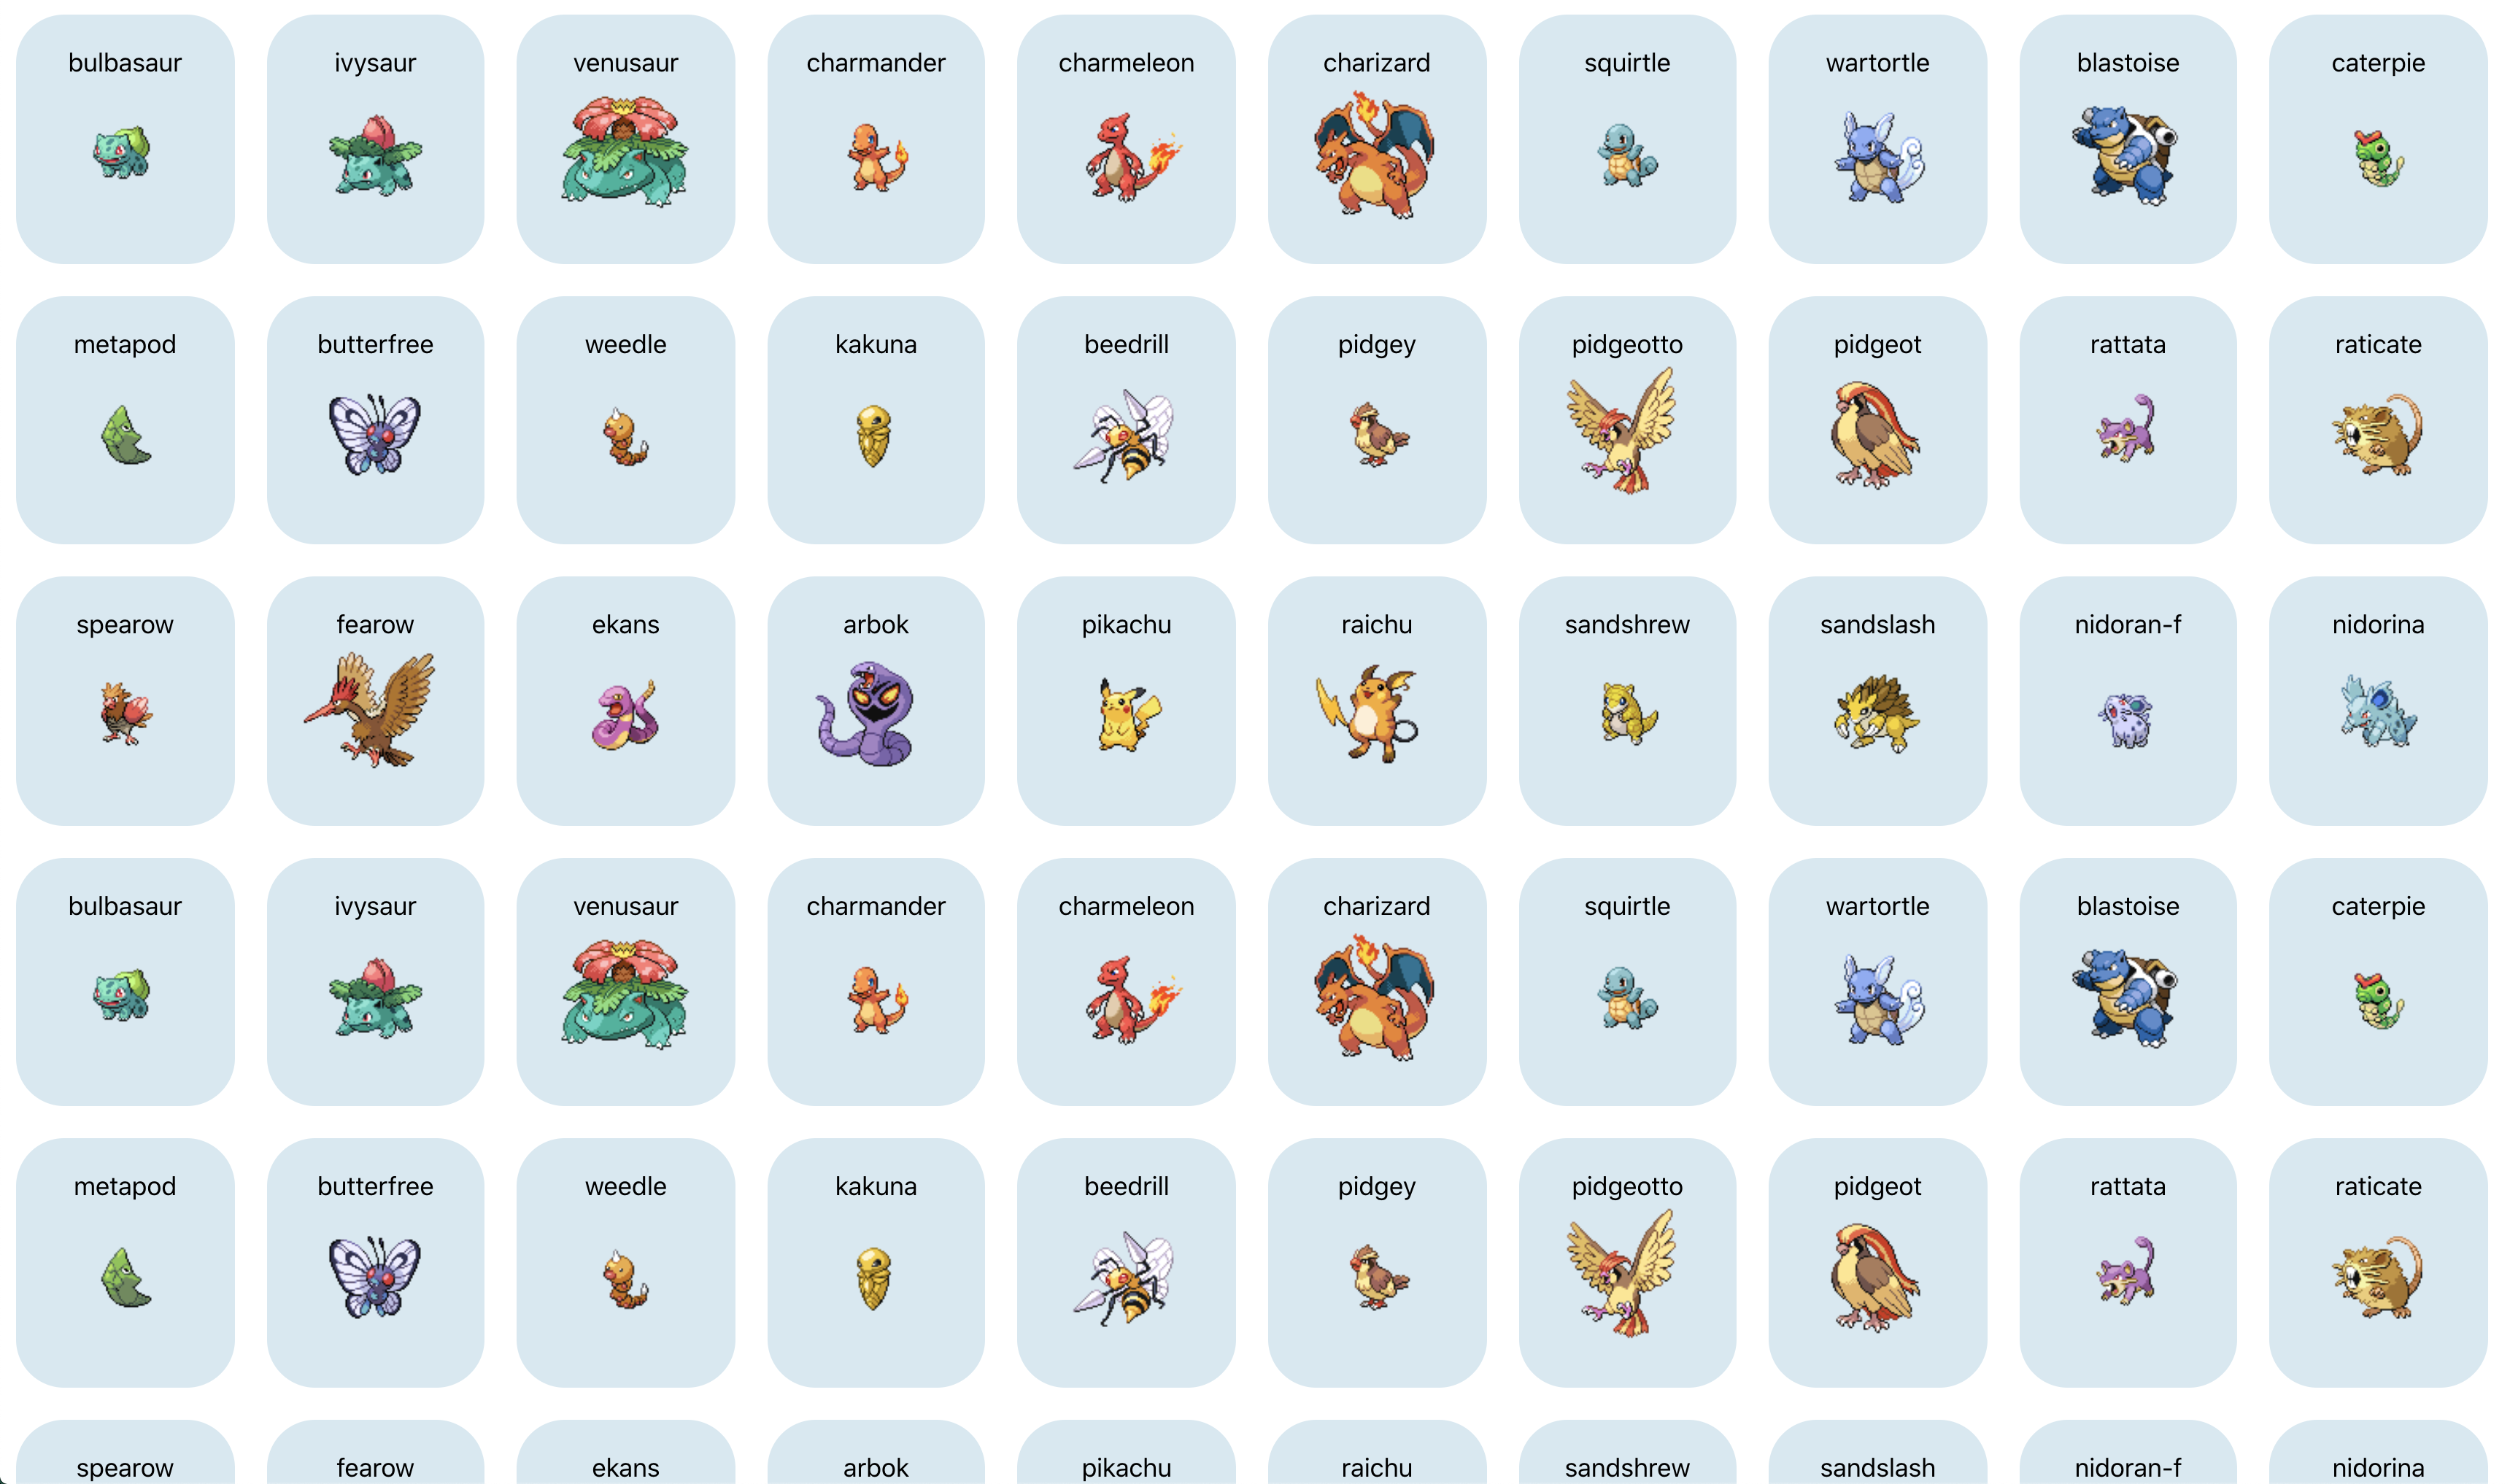 bulbasaur ivysaur venusaur charmander charmeleon charizard squirtle wartortle blastoise caterpie
metapod butterfree weedle kakuna beedrill pidgey pidgeotto pidgeot rattata raticate
spearow fearow ekans arbok pikachu raichu sandshrew sandslash nidoran-f nidorina
bulbasaur ivysaur venusaur charmander charmeleon charizard squirtle wartortle blastoise caterpie
metapod butterfree weedle kakuna beedrill pidgey pidgeotto pidgeot rattata raticate
spearow fearow ekans arbok pikachu raichu sandshrew sandslash nidoran-f nidorina